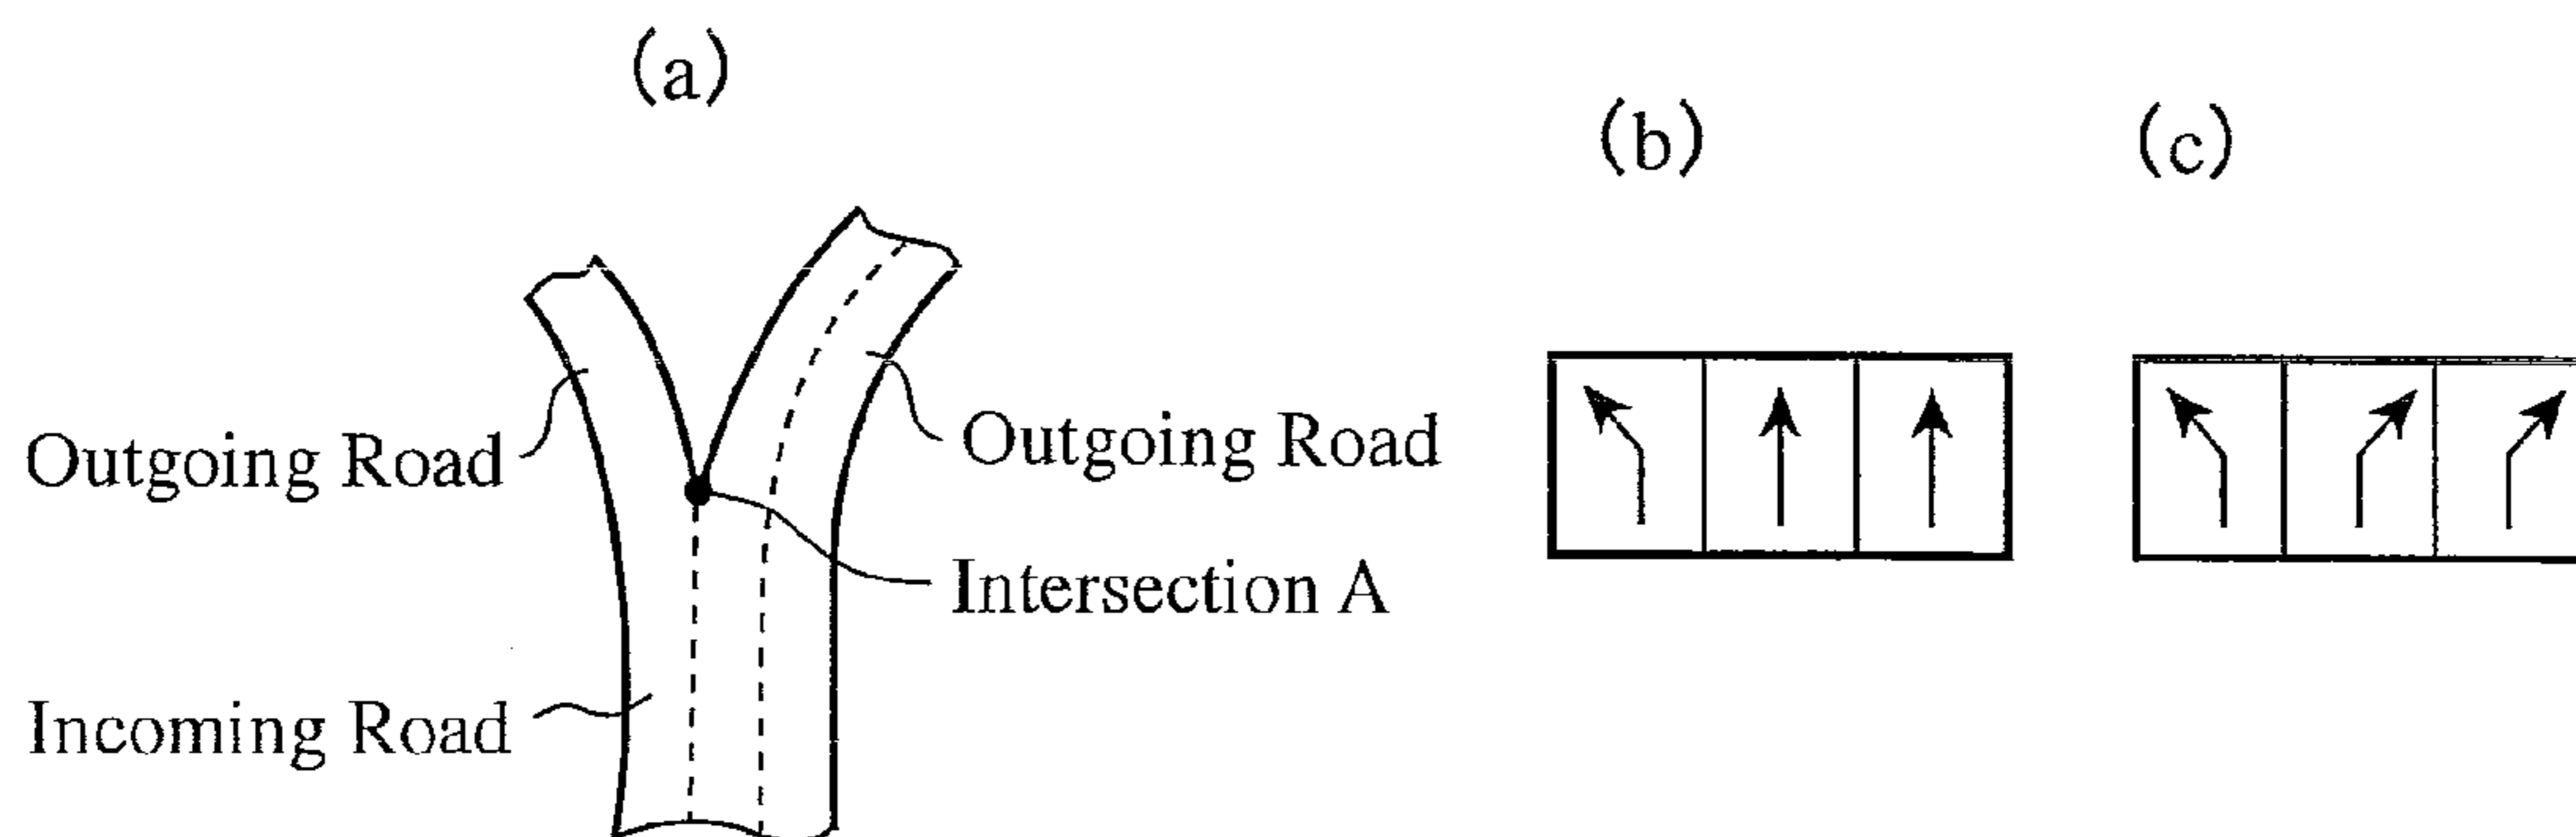 (a)
(b)
(c)
Outgoing Road
Outgoing Road
Intersection A
Incoming Road